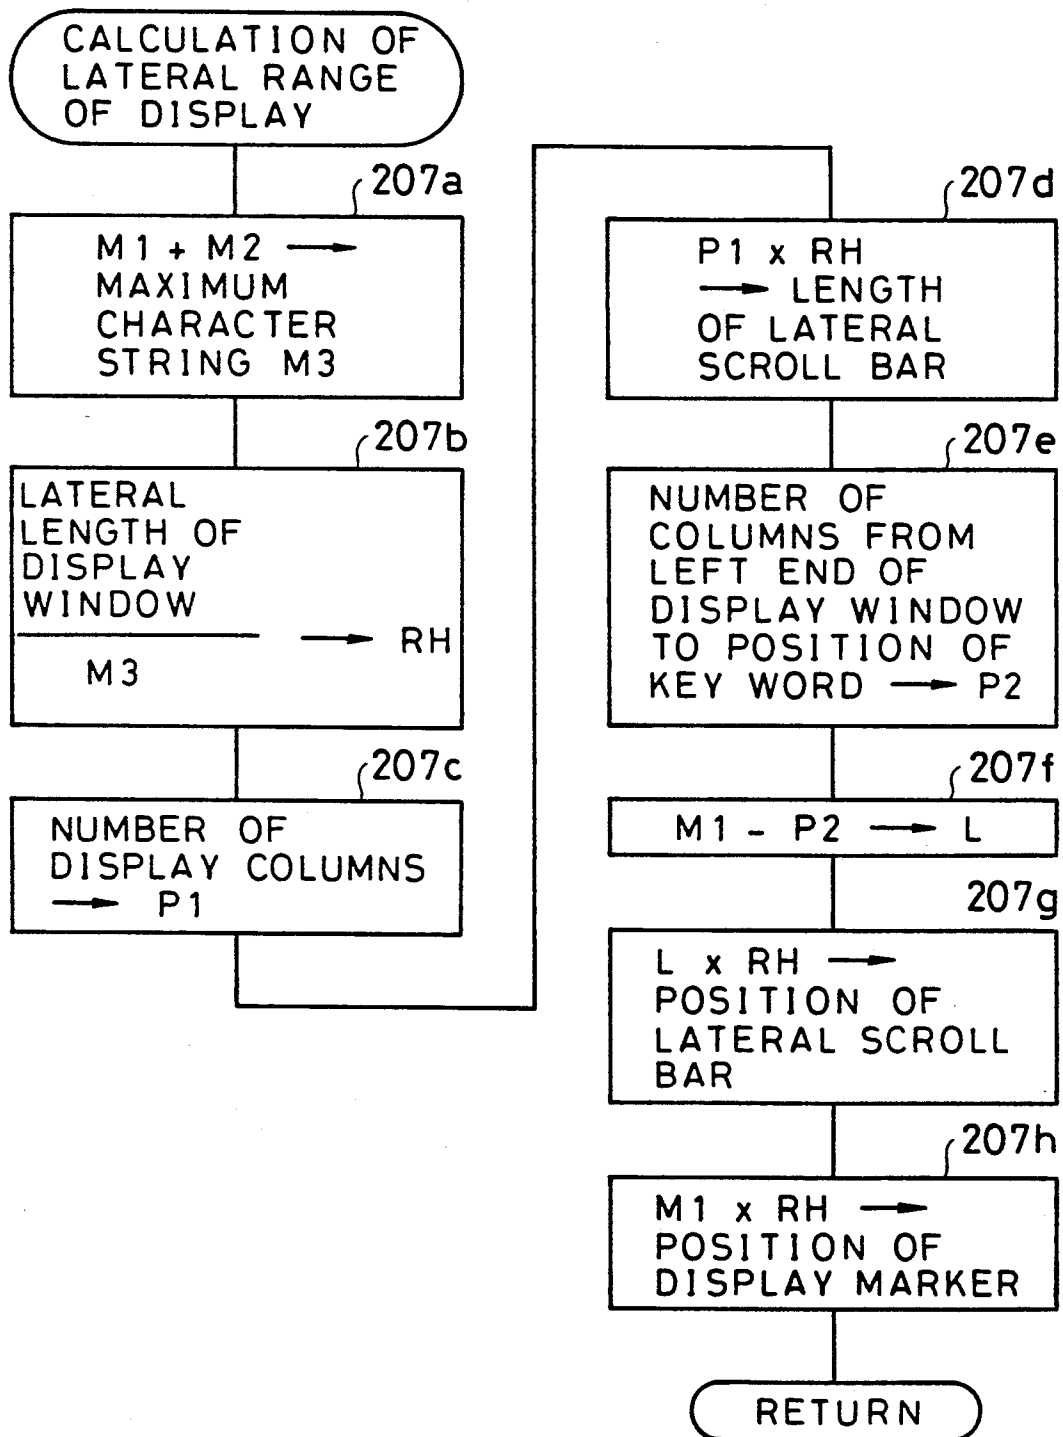 CALCULATION OF
LATERAL RANGE
OF DISPLAY
207a
M1 + M2 →
MAXIMUM
CHARACTER
STRING M3
207b
LATERAL
LENGTH OF
DISPLAY
WINDOW
→ RH
M3
207c
NUMBER OF
DISPLAY COLUMNS
→ P1
207d
P1 x RH
→ LENGTH
OF LATERAL
SCROLL BAR
207e
NUMBER OF
COLUMNS FROM
LEFT END OF
DISPLAY WINDOW
TO POSITION OF
KEY WORD → P2
207f
M1 - P2 → L
207g
L x RH →
POSITION OF
LATERAL SCROLL
BAR
207h
M1 x RH →
POSITION OF
DISPLAY MARKER
RETURN